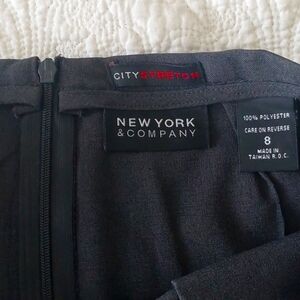 CITY STRETCH
NEW YORK
& COMPANY
100% POLYESTER
CARE ON REVERSE
8
MADE IN
TAIWAN R.O.C.